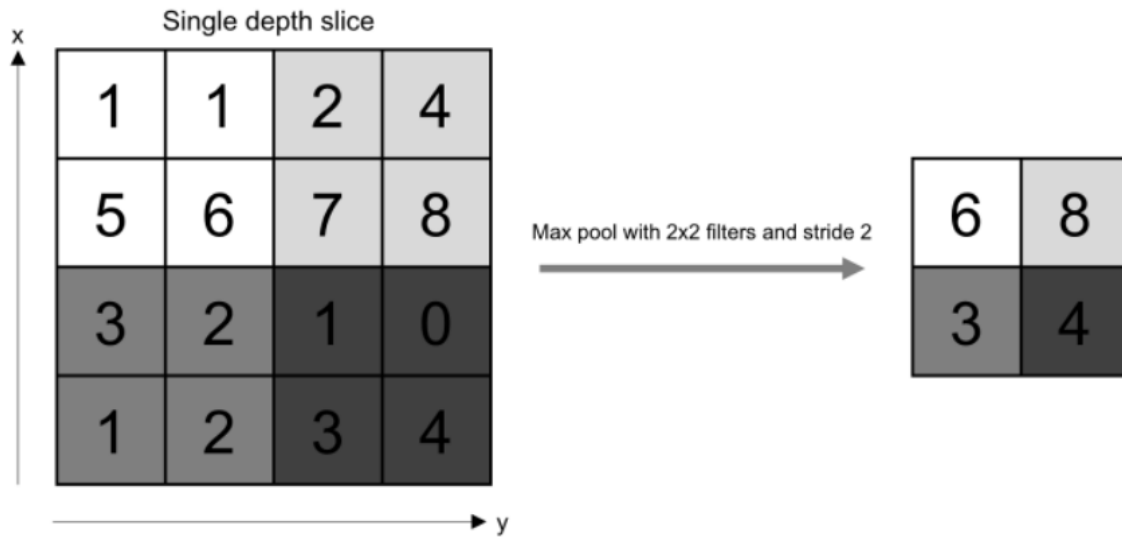 Single depth slice
x
1 1 2 4
5 6 7 8
3 2 1 0
1 2 3 4
y
Max pool with 2x2 filters and stride 2
6 8
3 4